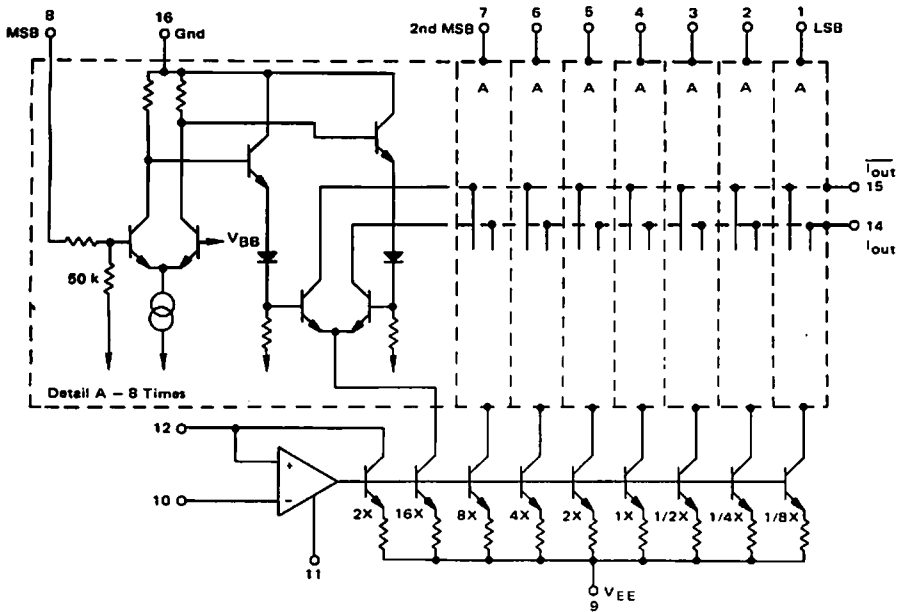 8 16 7 6 5 4 3 2 1
MSB Gnd 2nd MSB LSB
A A A A A A A
I̅o̅u̅t̅
15
14
Iout
VBB
50 k
Detail A – 8 Times
12
+
10 –
2X 16X 8X 4X 2X 1X 1/2X 1/4X 1/8X
11
VEE
9